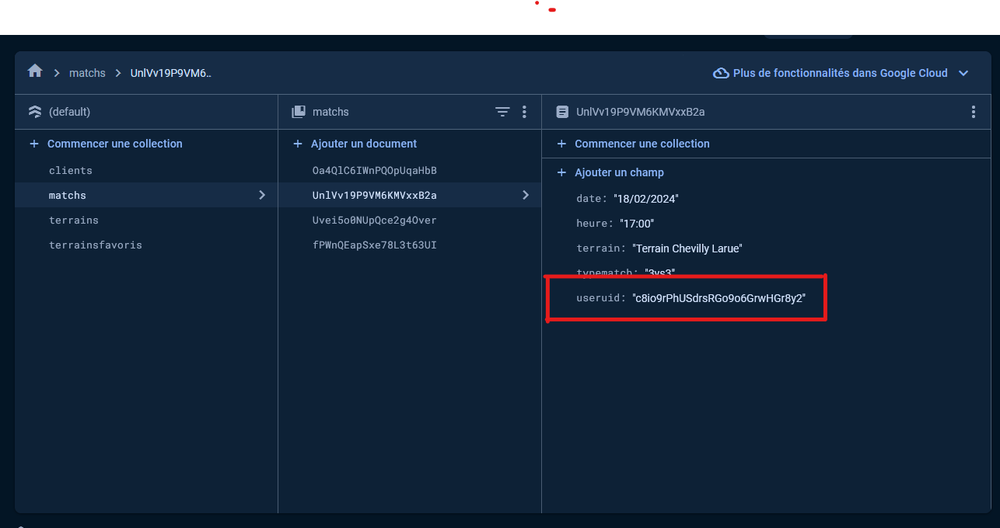 matchs
UnlVv19P9VM6..
Plus de fonctionnalités dans Google Cloud
(default)
matchs
UnlVv19P9VM6KMVxxB2a
Commencer une collection
Ajouter un document
Commencer une collection
clients
matchs
terrains
terrainsfavoris
Oa4QlC6IWnPQOpUqaHbB
UnlVv19P9VM6KMVxxB2a
Uvei5o0NUpQce2g4Over
fPWnQEapSxe78L3t63UI
Ajouter un champ
date: "18/02/2024"
heure: "17:00"
terrain: "Terrain Chevilly Larue"
typematch: "3vs3"
useruid: "c8io9rPhUSdrsRGo9o6GrwHGr8y2"